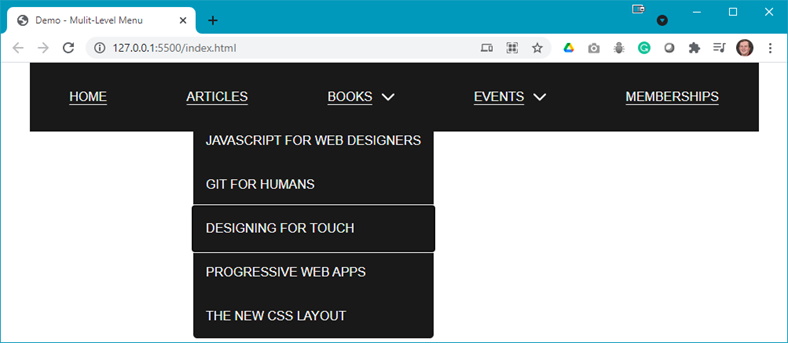 Demo - Mulit-Level Menu
127.0.0.1:5500/index.html
HOME ARTICLES BOOKS EVENTS MEMBERSHIPS
JAVASCRIPT FOR WEB DESIGNERS
GIT FOR HUMANS
DESIGNING FOR TOUCH
PROGRESSIVE WEB APPS
THE NEW CSS LAYOUT